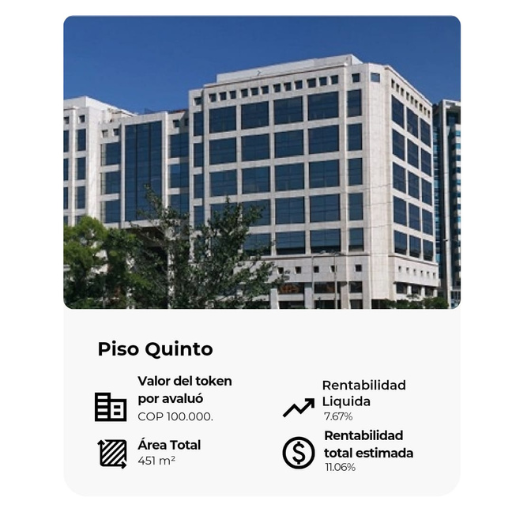 Piso Quinto
Valor del token
por avaluó
COP 100.000.
Rentabilidad
Liquida
7.67%
Área Total
451 m²
Rentabilidad
total estimada
11.06%